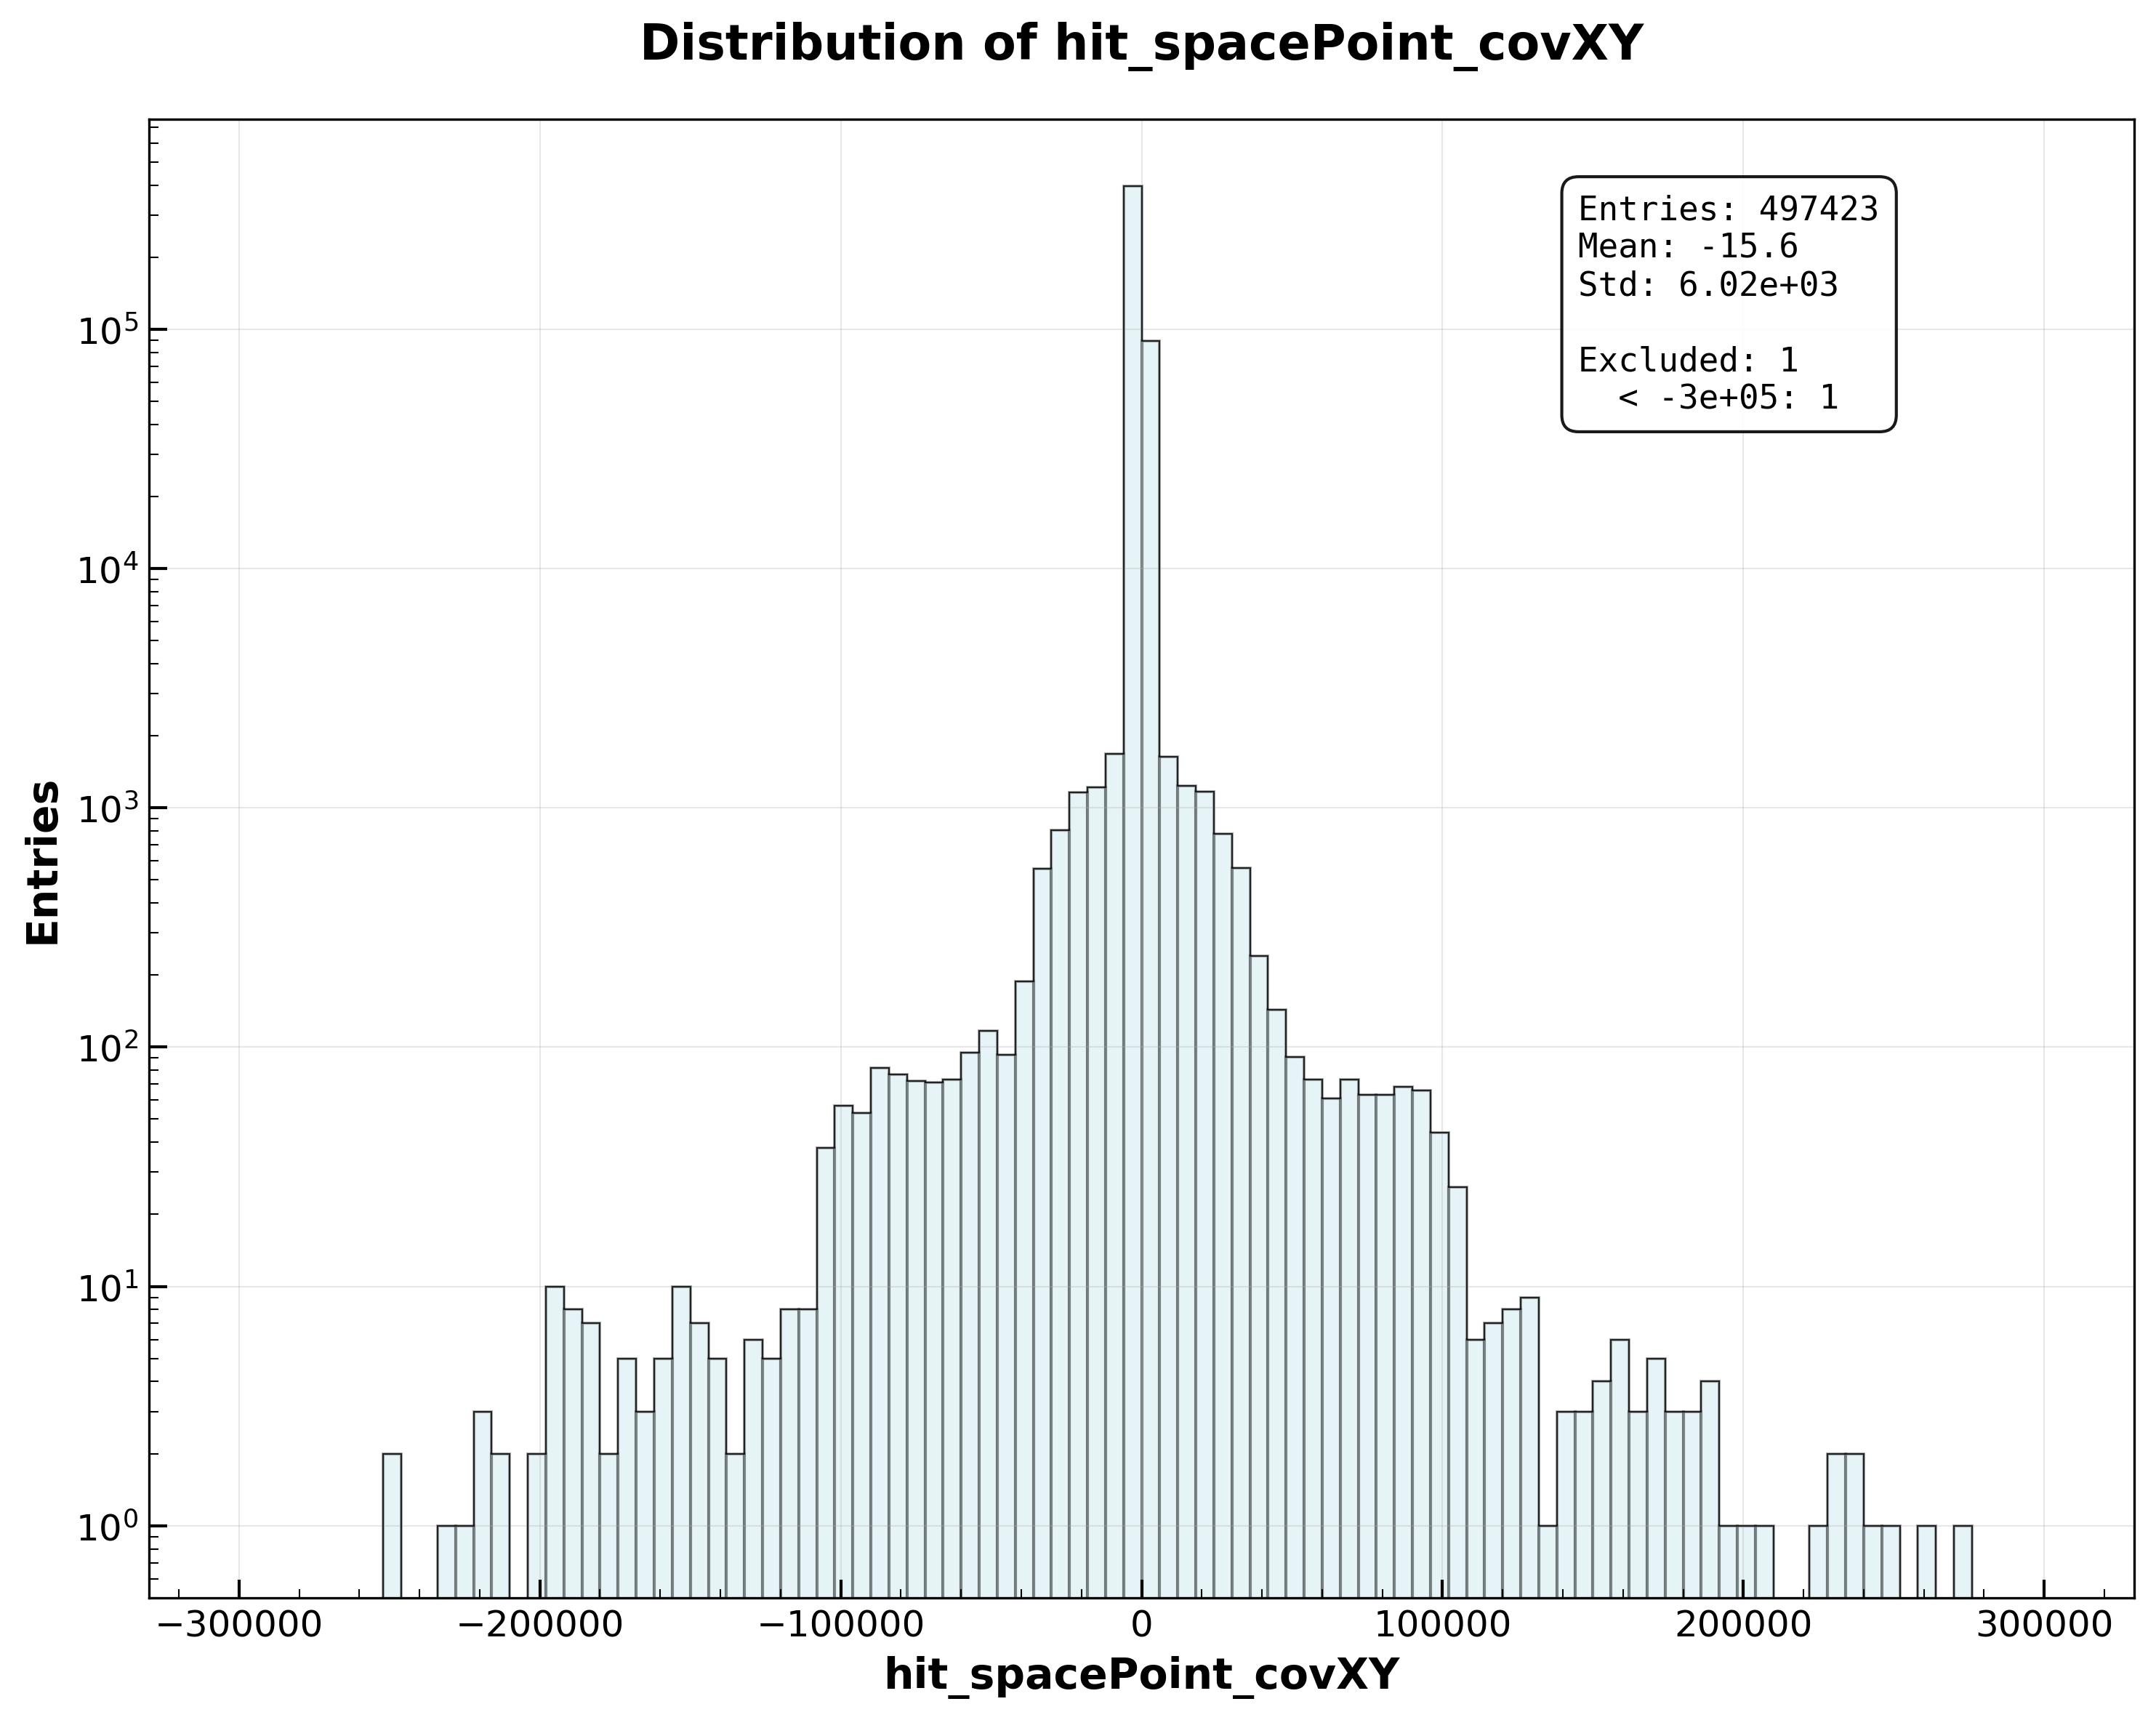 Distribution of hit_spacePoint_covXY
Entries: 497423
Mean: -15.6
Std: 6.02e+03
Excluded: 1
< -3e+05: 1
Entries
10^5
10^4
10^3
10^2
10^1
10^0
−300000 −200000 −100000 0 100000 200000 300000
hit_spacePoint_covXY